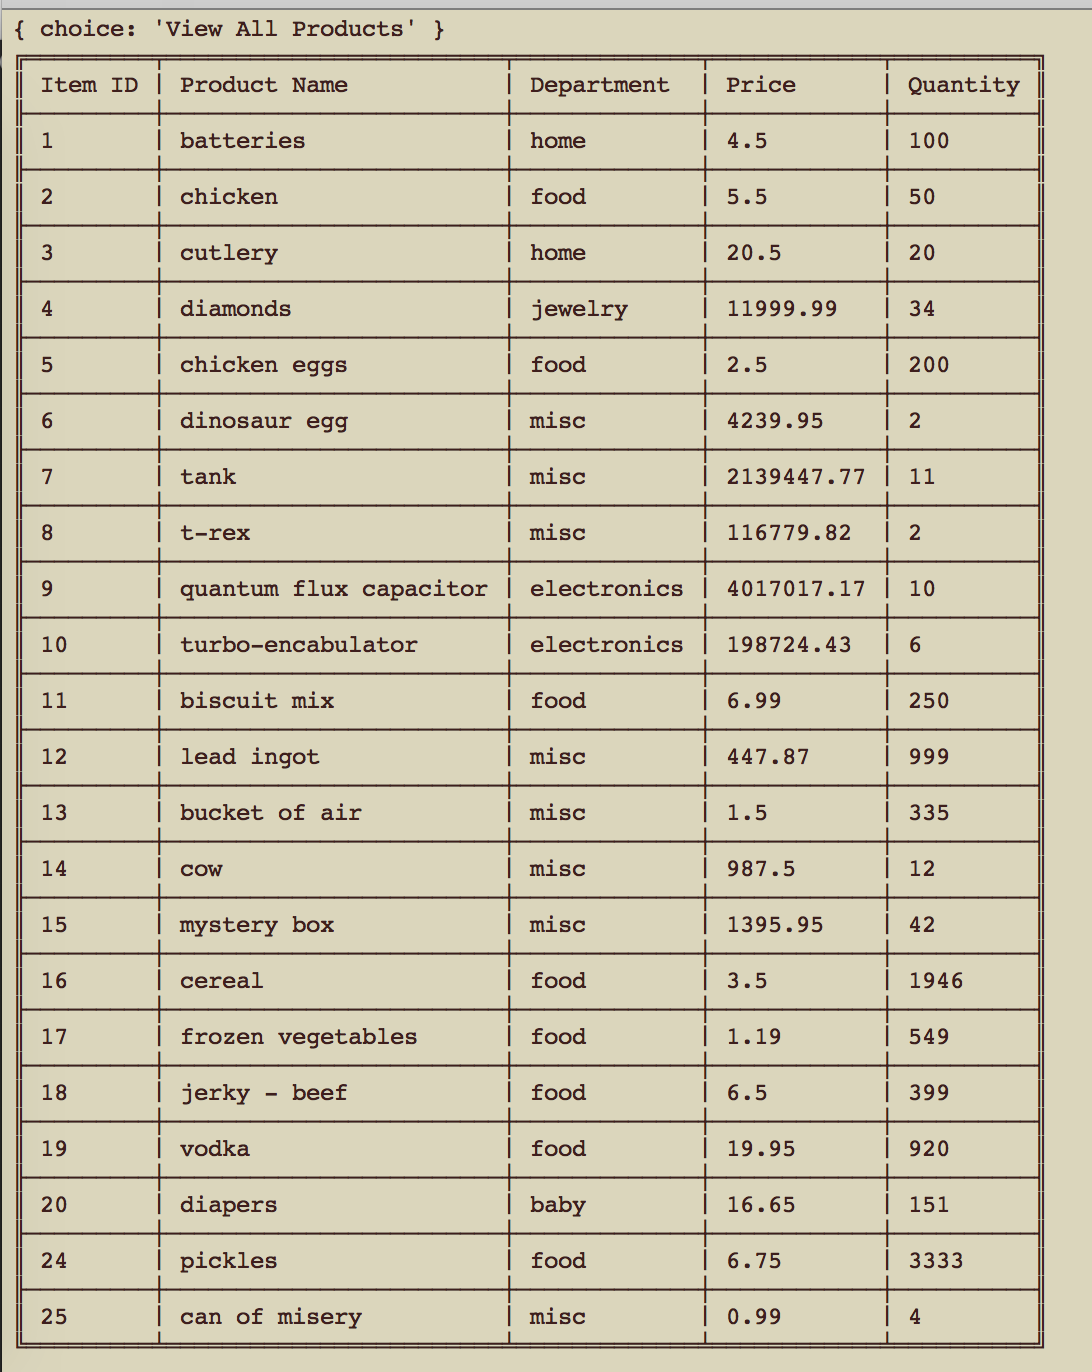 { choice: 'View All Products' }
Item ID | Product Name | Department | Price | Quantity
1 | batteries | home | 4.5 | 100
2 | chicken | food | 5.5 | 50
3 | cutlery | home | 20.5 | 20
4 | diamonds | jewelry | 11999.99 | 34
5 | chicken eggs | food | 2.5 | 200
6 | dinosaur egg | misc | 4239.95 | 2
7 | tank | misc | 2139447.77 | 11
8 | t-rex | misc | 116779.82 | 2
9 | quantum flux capacitor | electronics | 4017017.17 | 10
10 | turbo-encabulator | electronics | 198724.43 | 6
11 | biscuit mix | food | 6.99 | 250
12 | lead ingot | misc | 447.87 | 999
13 | bucket of air | misc | 1.5 | 335
14 | cow | misc | 987.5 | 12
15 | mystery box | misc | 1395.95 | 42
16 | cereal | food | 3.5 | 1946
17 | frozen vegetables | food | 1.19 | 549
18 | jerky - beef | food | 6.5 | 399
19 | vodka | food | 19.95 | 920
20 | diapers | baby | 16.65 | 151
24 | pickles | food | 6.75 | 3333
25 | can of misery | misc | 0.99 | 4